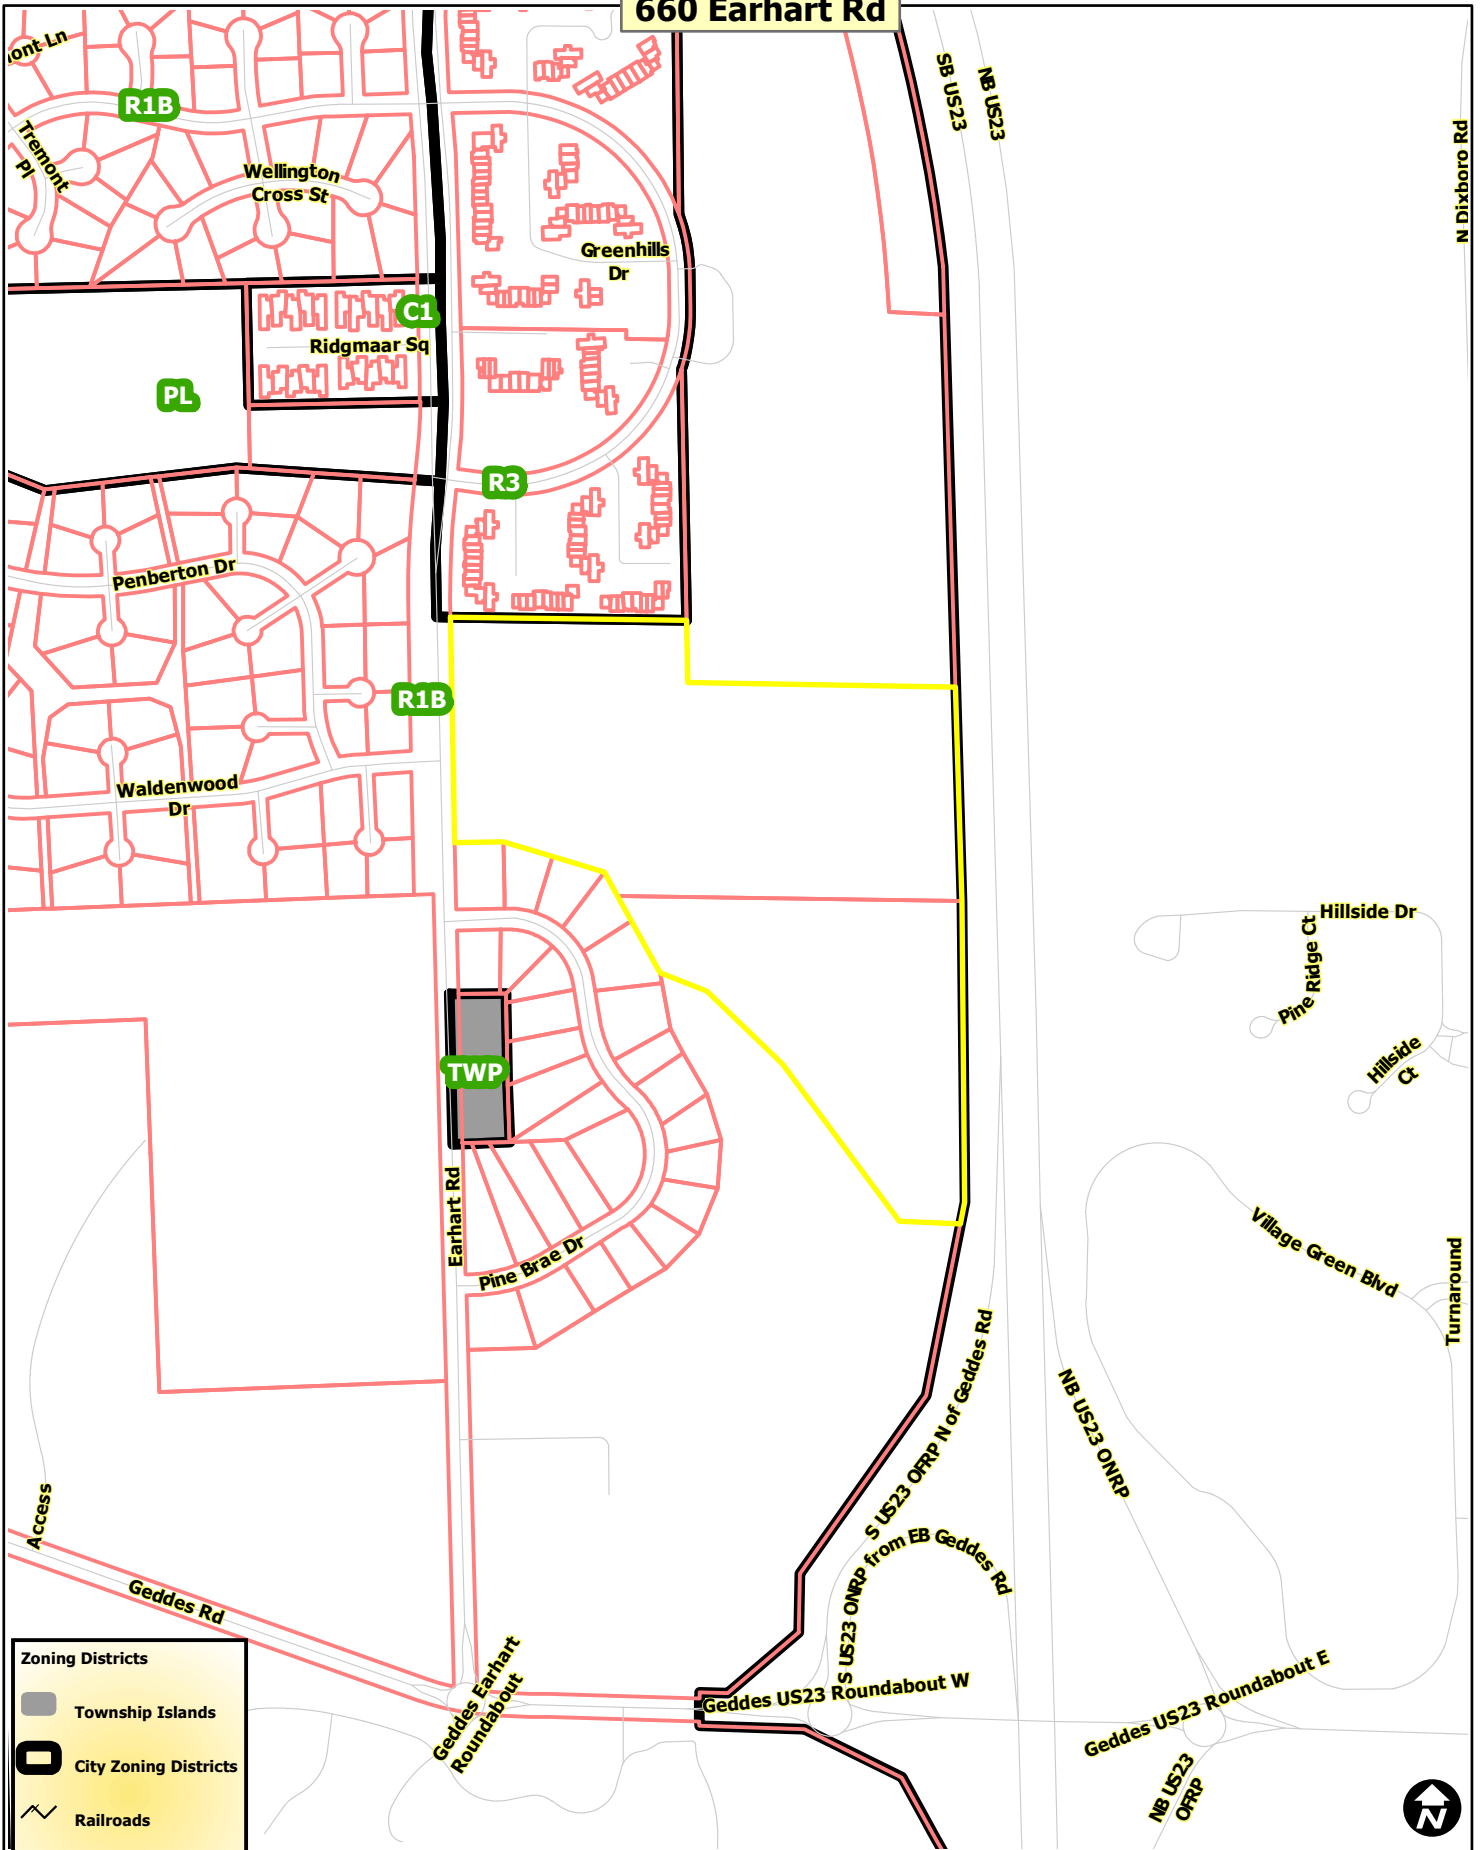 660 Earhart Rd
ont Ln
R1B
Tremont
Pl
Wellington
Cross St
SB US23
NB US23
N Dixboro Rd
Greenhills
Dr
C1
Ridgmaar Sq
PL
R3
Penberton Dr
R1B
Waldenwood
Dr
Hillside Dr
Pine Ridge Ct
Hillside
Ct
TWP
Earhart Rd
Pine Brae Dr
Village Green Blvd
Turnaround
S US23 OFRP N of Geddes Rd
NB US23 ONRP
Access
S US23 ONRP from EB Geddes Rd
Geddes Rd
Geddes Earhart
Roundabout
Geddes US23 Roundabout W
Geddes US23 Roundabout E
NB US23
OFRP
Zoning Districts
Township Islands
City Zoning Districts
Railroads
N